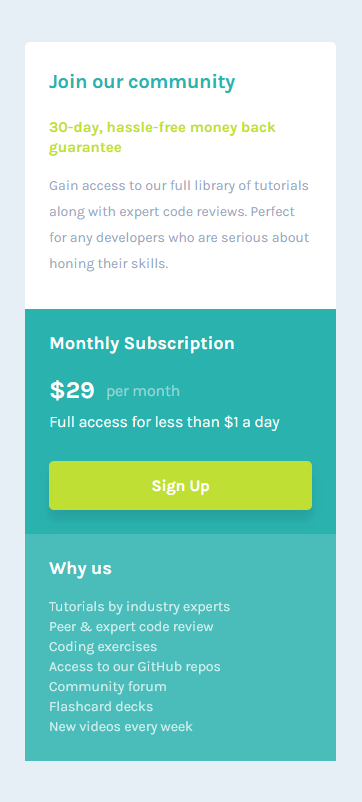 Join our community
30-day, hassle-free money back
guarantee
Gain access to our full library of tutorials
along with expert code reviews. Perfect
for any developers who are serious about
honing their skills.
Monthly Subscription
$29 per month
Full access for less than $1 a day
Sign Up
Why us
Tutorials by industry experts
Peer & expert code review
Coding exercises
Access to our GitHub repos
Community forum
Flashcard decks
New videos every week